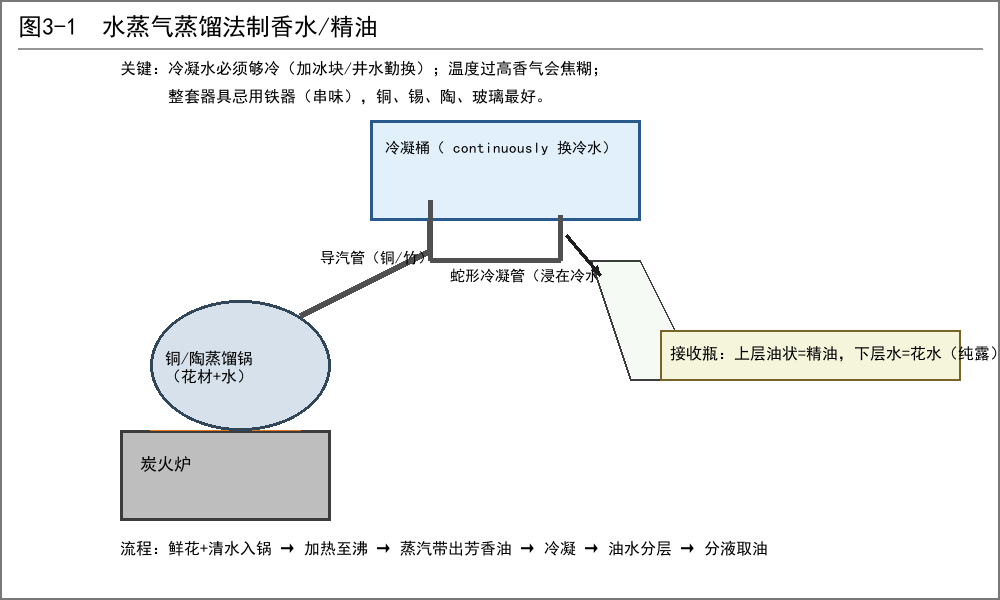 图3-1  水蒸气蒸馏法制香水/精油
关键：冷凝水必须够冷（加冰块/井水勤换）；温度过高香气会焦糊；
整套器具忌用铁器（串味），铜、锡、陶、玻璃最好。
冷凝桶（ continuously 换冷水）
导汽管（铜/竹）
蛇形冷凝管（浸在冷水
接收瓶：上层油状=精油，下层水=花水（纯露）
铜/陶蒸馏锅
（花材+水）
炭火炉
流程：鲜花+清水入锅 → 加热至沸 → 蒸汽带出芳香油 → 冷凝 → 油水分层 → 分液取油